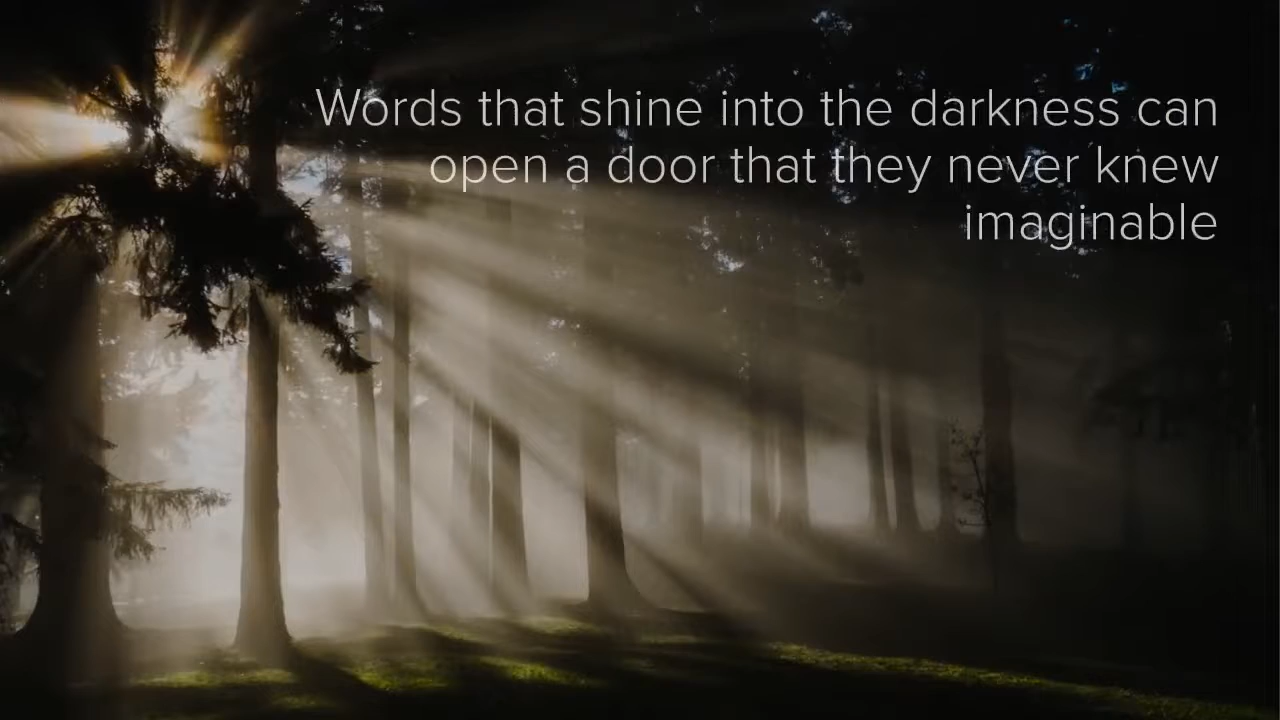 Words that shine into the darkness can
open a door that they never knew
imaginable